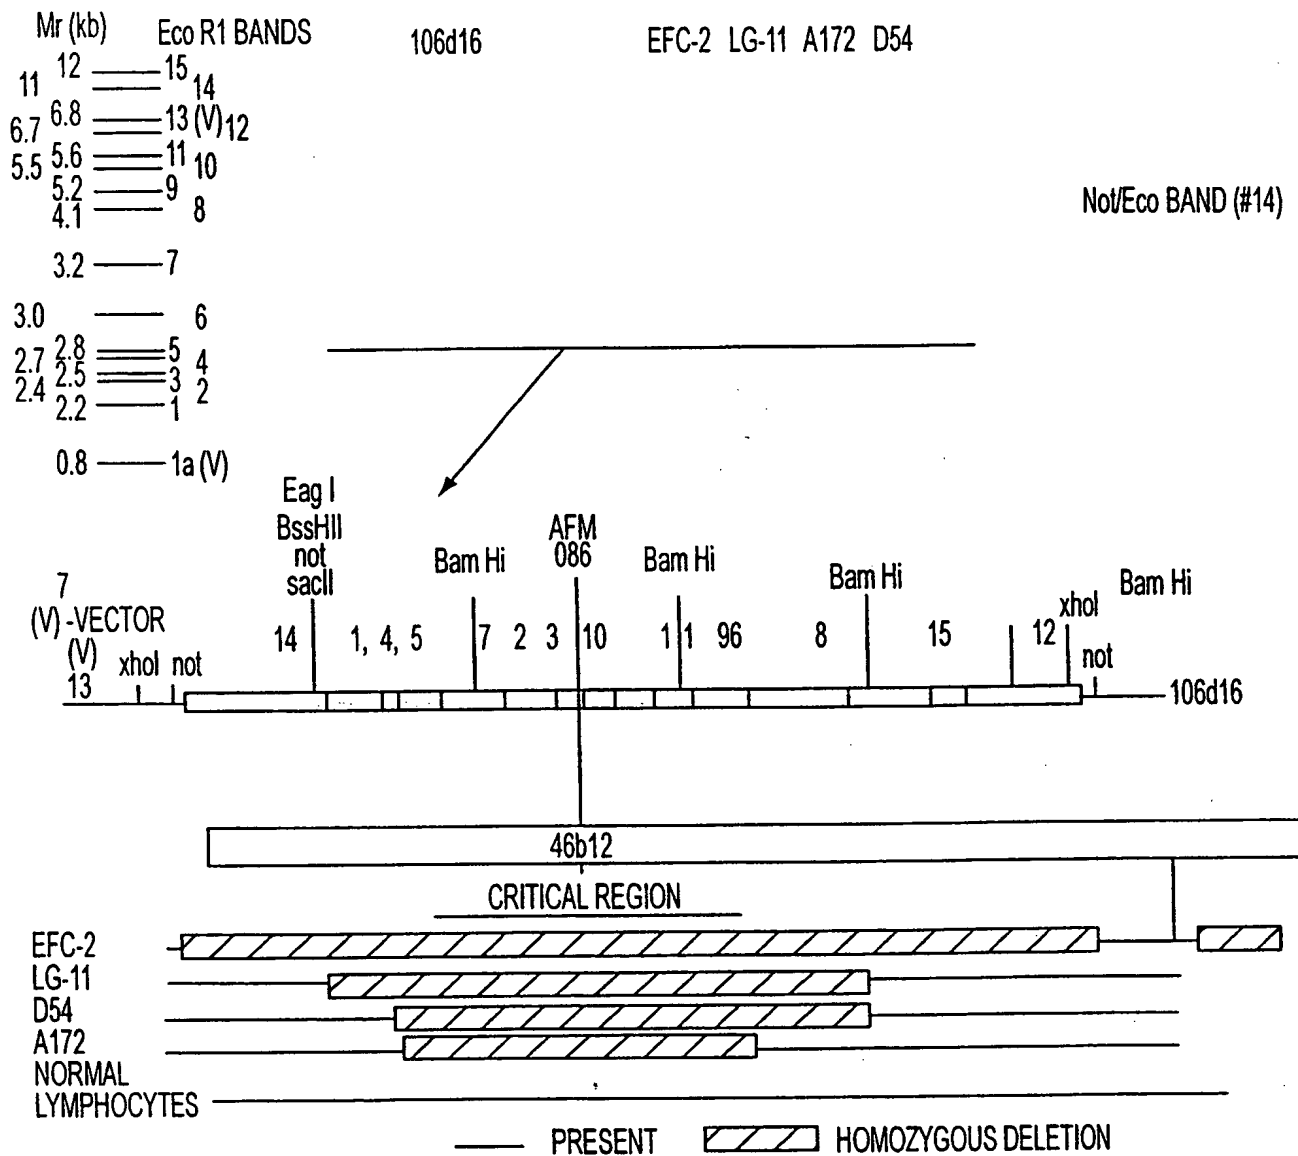 Mr (kb) Eco R1 BANDS 106d16 EFC-2 LG-11 A172 D54
12 15
11 14
6.8 13 (V)
6.7 12
5.6 11
5.5 10
5.2 9
4.1 8
Not/Eco BAND (#14)
3.2 7
3.0 6
2.8 5
2.7 4
2.5 3
2.4 2
2.2 1
0.8 1a (V)
Eag I
BssHII
not
sacII
Bam Hi
AFM
086
Bam Hi
Bam Hi
xhoI
Bam Hi
7
(V) -VECTOR
(V)
13
xhoI not
14 1, 4, 5 7 2 3 10 1 1 96 8 15 12
not
106d16
46b12
CRITICAL REGION
EFC-2
LG-11
D54
A172
NORMAL
LYMPHOCYTES
PRESENT HOMOZYGOUS DELETION